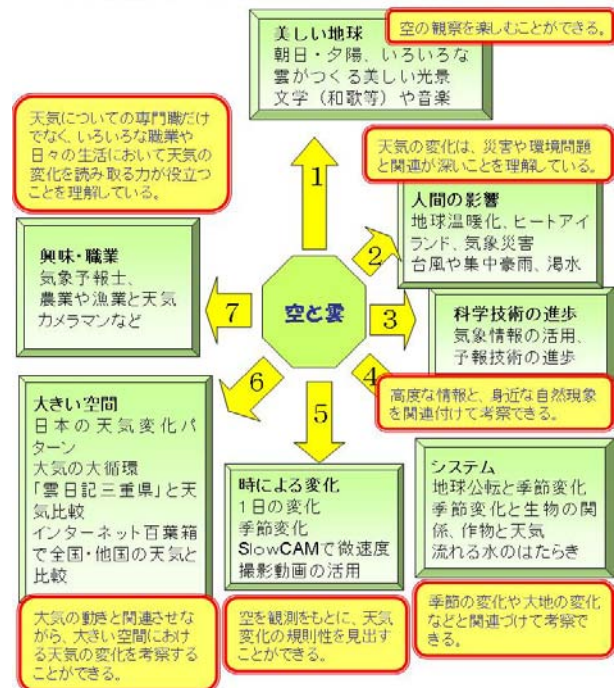 美しい地球
朝日・夕陽、いろいろな
雲がつくる美しい光景
文学（和歌等）や音楽
空の観察を楽しむことができる。
天気についての専門職だけ
でなく、いろいろな職業や
日々の生活において天気の
変化を読み取る力が役立つ
ことを理解している。
天気の変化は、災害や環境問題
と関連が深いことを理解している。
1
人間の影響
地球温暖化、ヒートアイ
ランド、気象災害
台風や集中豪雨、渇水
2
興味・職業
気象予報士、
農業や漁業と天気
カメラマンなど
7
空と雲
3
科学技術の進歩
気象情報の活用、
予報技術の進歩
6
4
高度な情報と、身近な自然現象
を関連付けて考察できる。
大きい空間
日本の天気変化パ
ターン
大気の大循環
「雲日記三重県」と天
気比較
インターネット百葉箱
で全国・他国の天気と
比較
5
時による変化
1日の変化
季節変化
SlowCAMで微速度
撮影動画の活用
システム
地球公転と季節変化
季節変化と生物の関
係、作物と天気
流れる水のはたらき
大気の動きと関連させな
がら、大きい空間におけ
る天気の変化を考察する
ことができる。
空を観測をもとに、天気
変化の規則性を見出す
ことができる。
季節の変化や大地の変化
などと関連づけて考察で
きる。